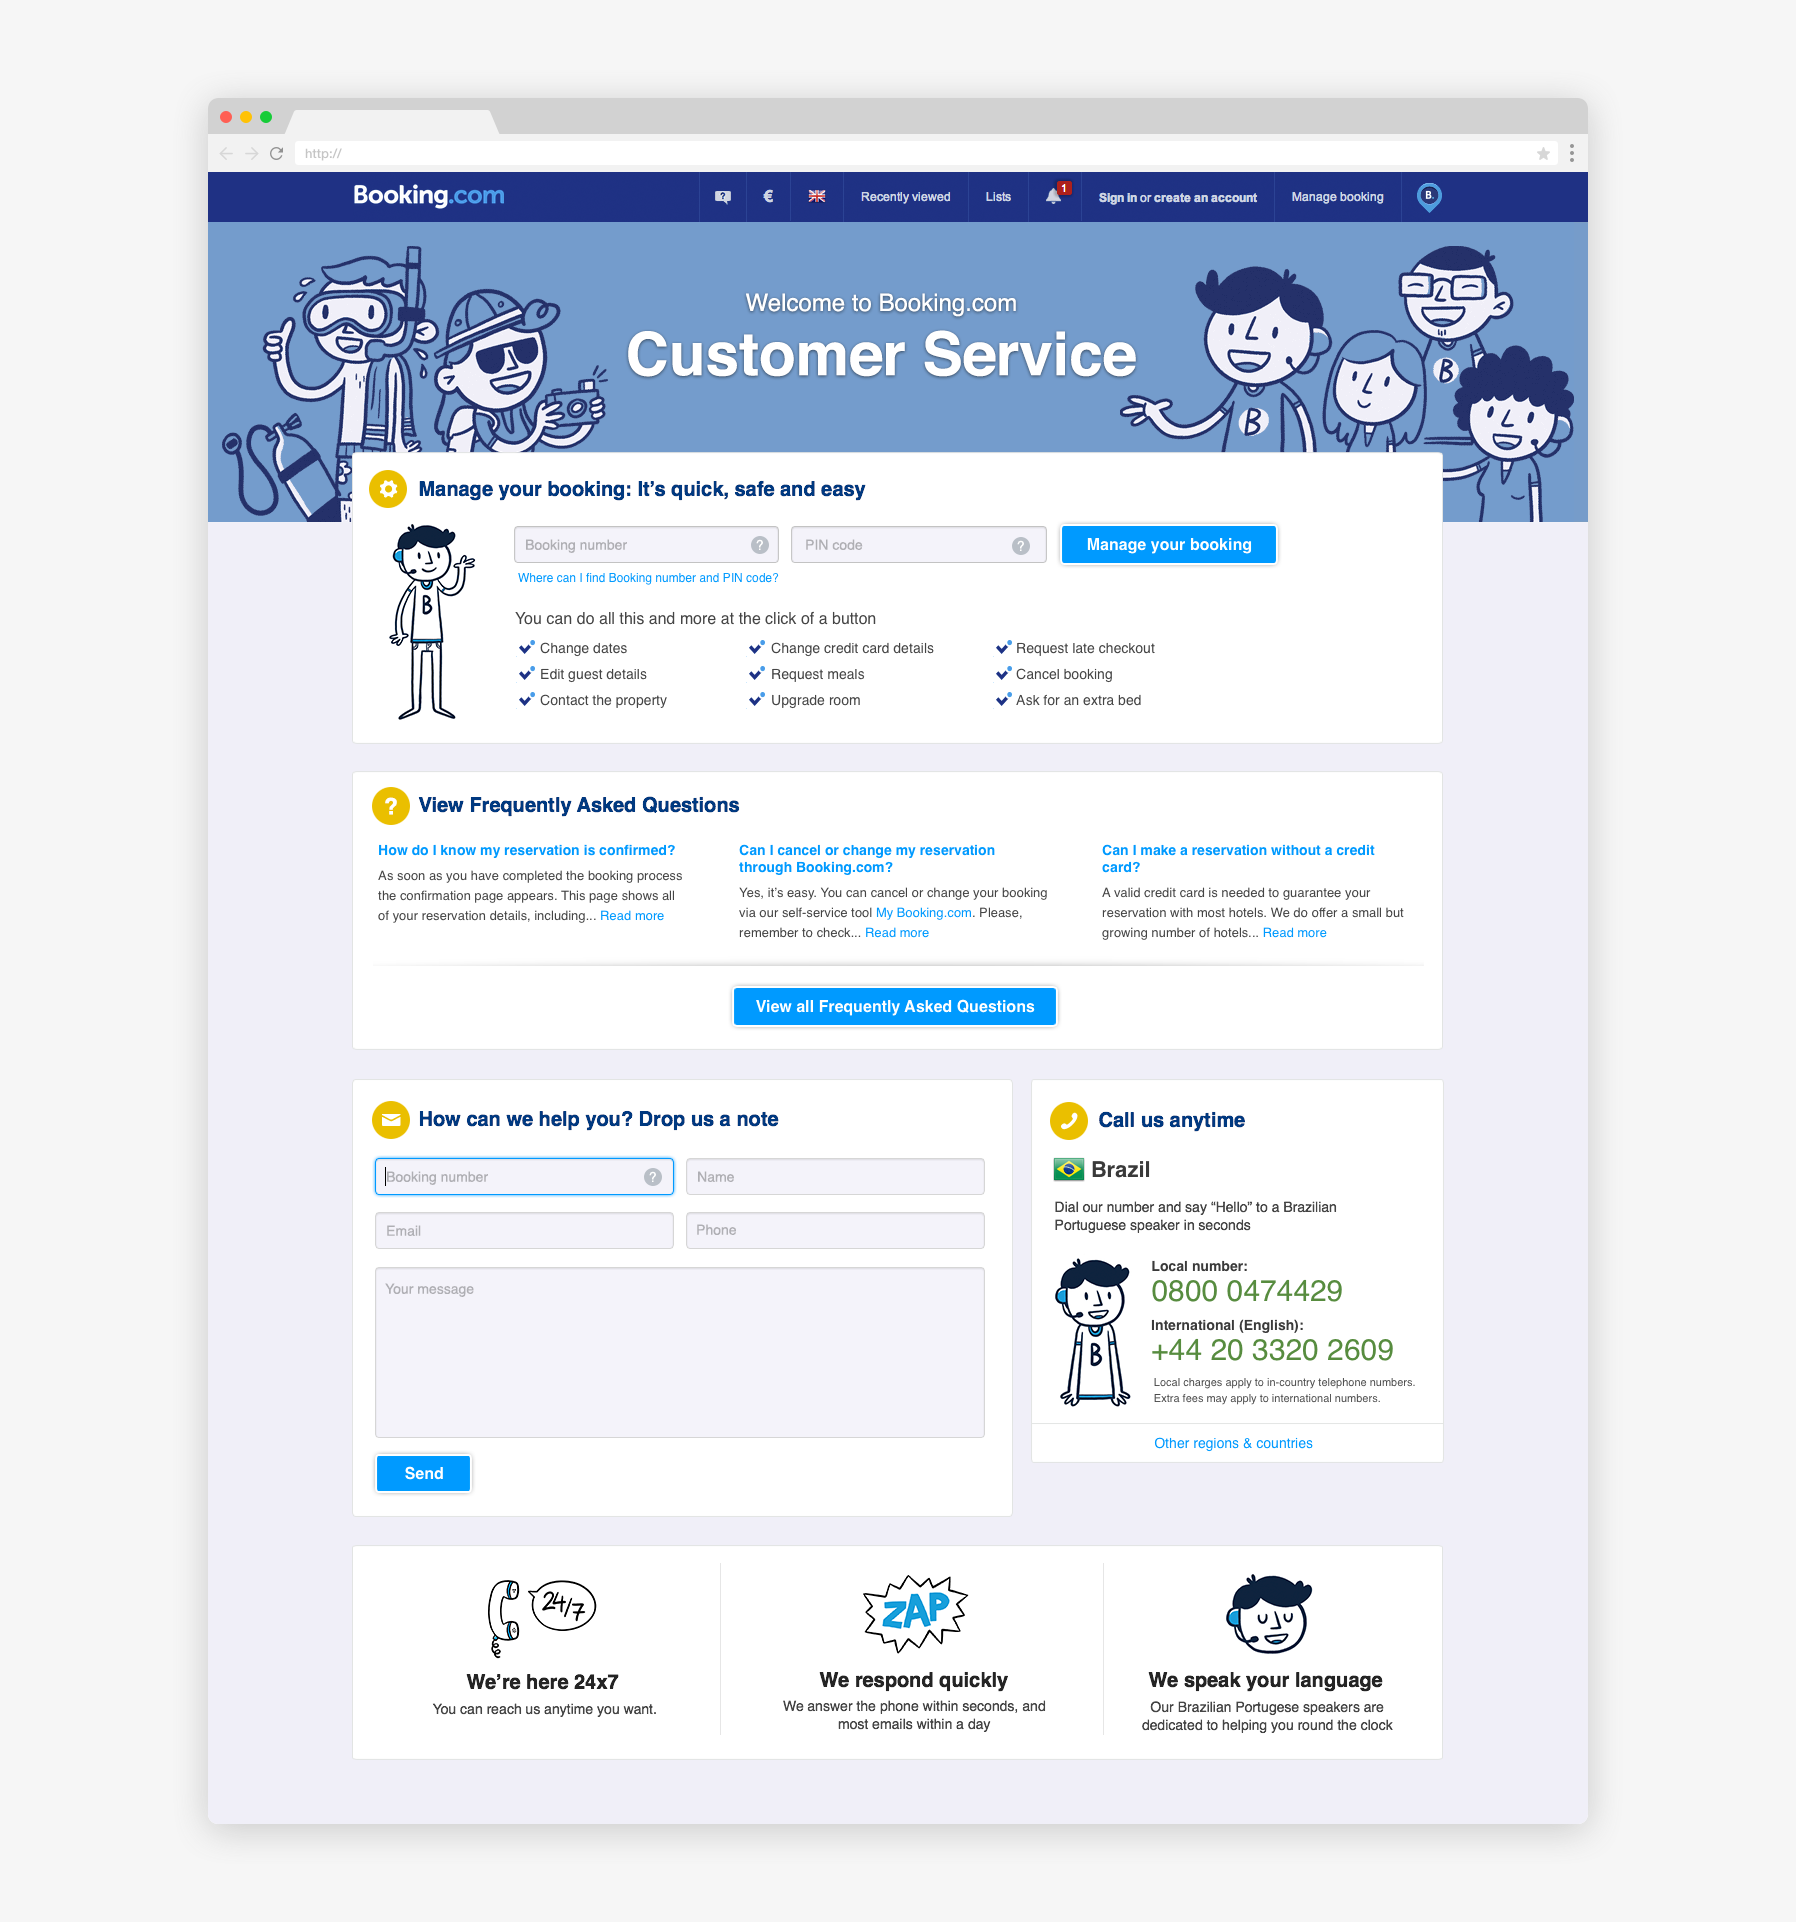 http://
Booking.com
€
Recently viewed
Lists
1
Sign in or create an account
Manage booking
B.
Welcome to Booking.com
Customer Service
B
B
Manage your booking: It’s quick, safe and easy
Booking number ?
PIN code ?
Manage your booking
Where can I find Booking number and PIN code?
B
You can do all this and more at the click of a button
Change dates
Change credit card details
Request late checkout
Edit guest details
Request meals
Cancel booking
Contact the property
Upgrade room
Ask for an extra bed
? View Frequently Asked Questions
How do I know my reservation is confirmed?
As soon as you have completed the booking process
the confirmation page appears. This page shows all
of your reservation details, including... Read more
Can I cancel or change my reservation
through Booking.com?
Yes, it’s easy. You can cancel or change your booking
via our self-service tool My Booking.com. Please,
remember to check... Read more
Can I make a reservation without a credit
card?
A valid credit card is needed to guarantee your
reservation with most hotels. We do offer a small but
growing number of hotels... Read more
View all Frequently Asked Questions
How can we help you? Drop us a note
Booking number ?
Name
Email
Phone
Your message
Send
Call us anytime
Brazil
Dial our number and say “Hello” to a Brazilian
Portuguese speaker in seconds
B
Local number:
0800 0474429
International (English):
+44 20 3320 2609
Local charges apply to in-country telephone numbers.
Extra fees may apply to international numbers.
Other regions & countries
24/7
We’re here 24x7
You can reach us anytime you want.
ZAP
We respond quickly
We answer the phone within seconds, and
most emails within a day
We speak your language
Our Brazilian Portugese speakers are
dedicated to helping you round the clock